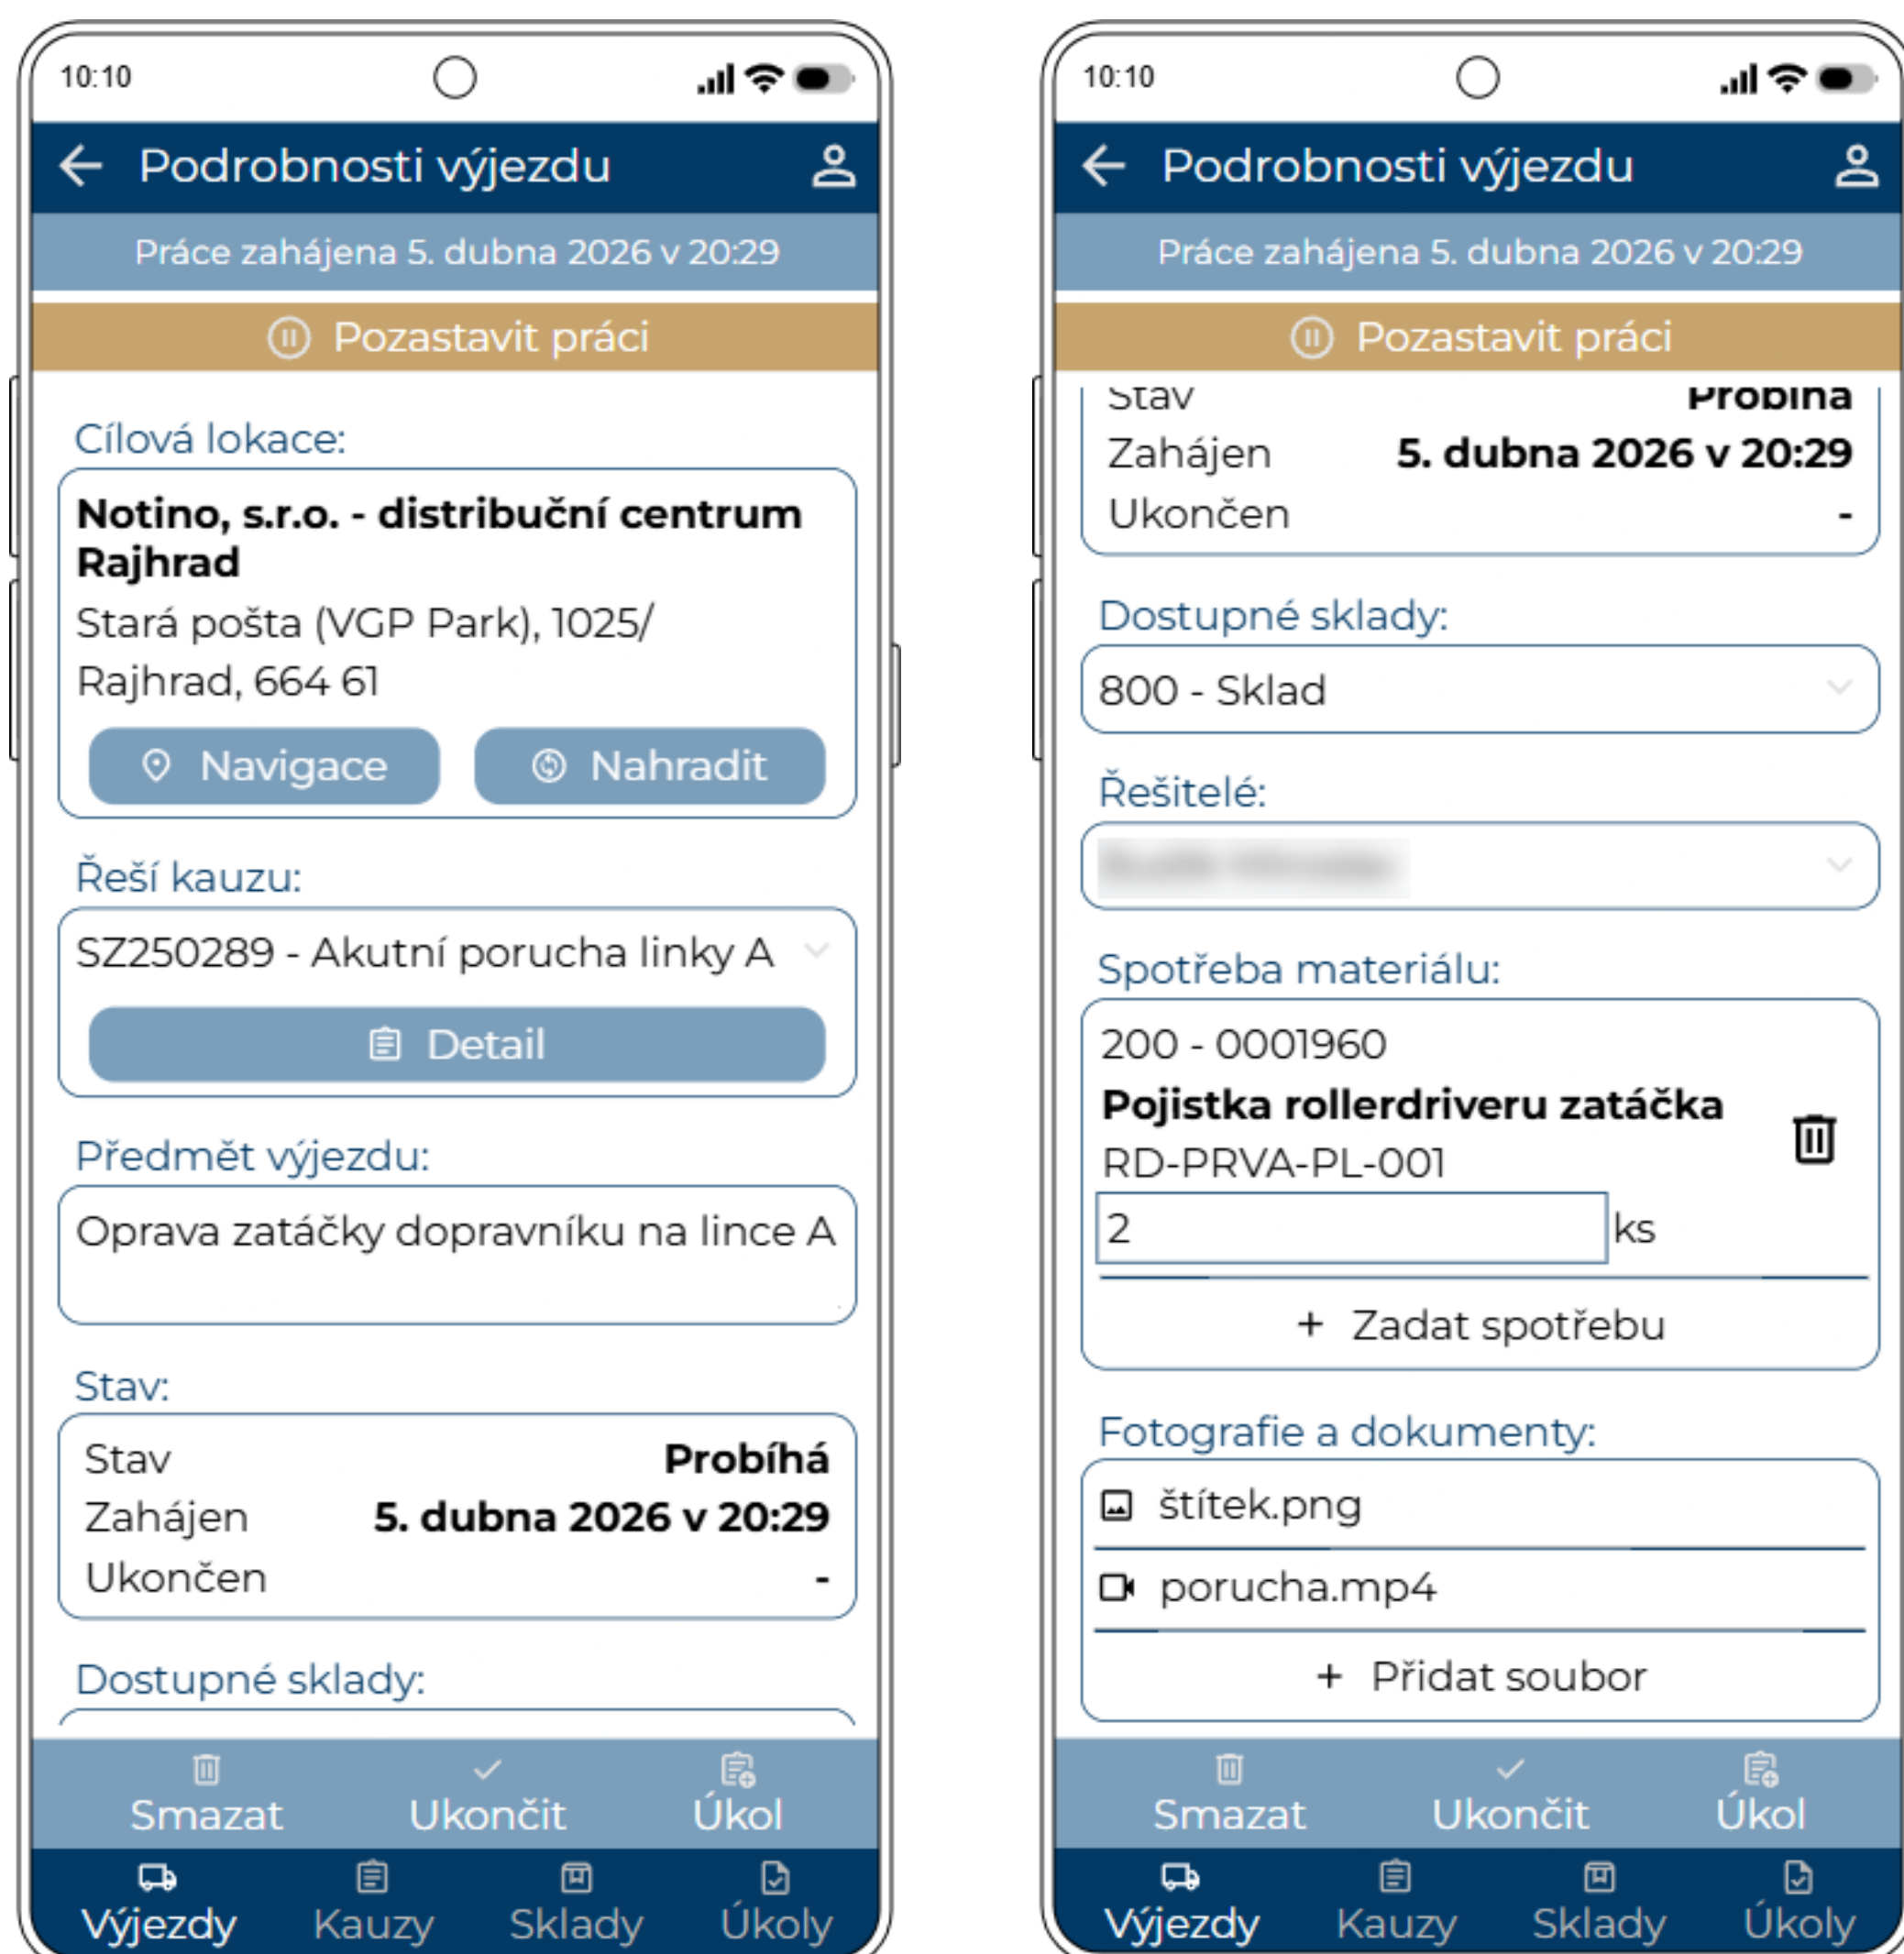 10:10
Podrobnosti výjezdu
Práce zahájena 5. dubna 2026 v 20:29
Pozastavit práci
Cílová lokace:
Notino, s.r.o. - distribuční centrum
Rajhrad
Stará pošta (VGP Park), 1025/
Rajhrad, 664 61
Navigace
Nahradit
Řeší kauzu:
SZ250289 - Akutní porucha linky A
Detail
Předmět výjezdu:
Oprava zatáčky dopravníku na lince A
Stav:
Stav Probíhá
Zahájen 5. dubna 2026 v 20:29
Ukončen -
Dostupné sklady:
Smazat Ukončit Úkol
Výjezdy Kauzy Sklady Úkoly
10:10
Podrobnosti výjezdu
Práce zahájena 5. dubna 2026 v 20:29
Pozastavit práci
Stav Probíhá
Zahájen 5. dubna 2026 v 20:29
Ukončen -
Dostupné sklady:
800 - Sklad
Řešitelé:
Spotřeba materiálu:
200 - 0001960
Pojistka rollerdriveru zatáčka
RD-PRVA-PL-001
2 ks
+ Zadat spotřebu
Fotografie a dokumenty:
štítek.png
porucha.mp4
+ Přidat soubor
Smazat Ukončit Úkol
Výjezdy Kauzy Sklady Úkoly